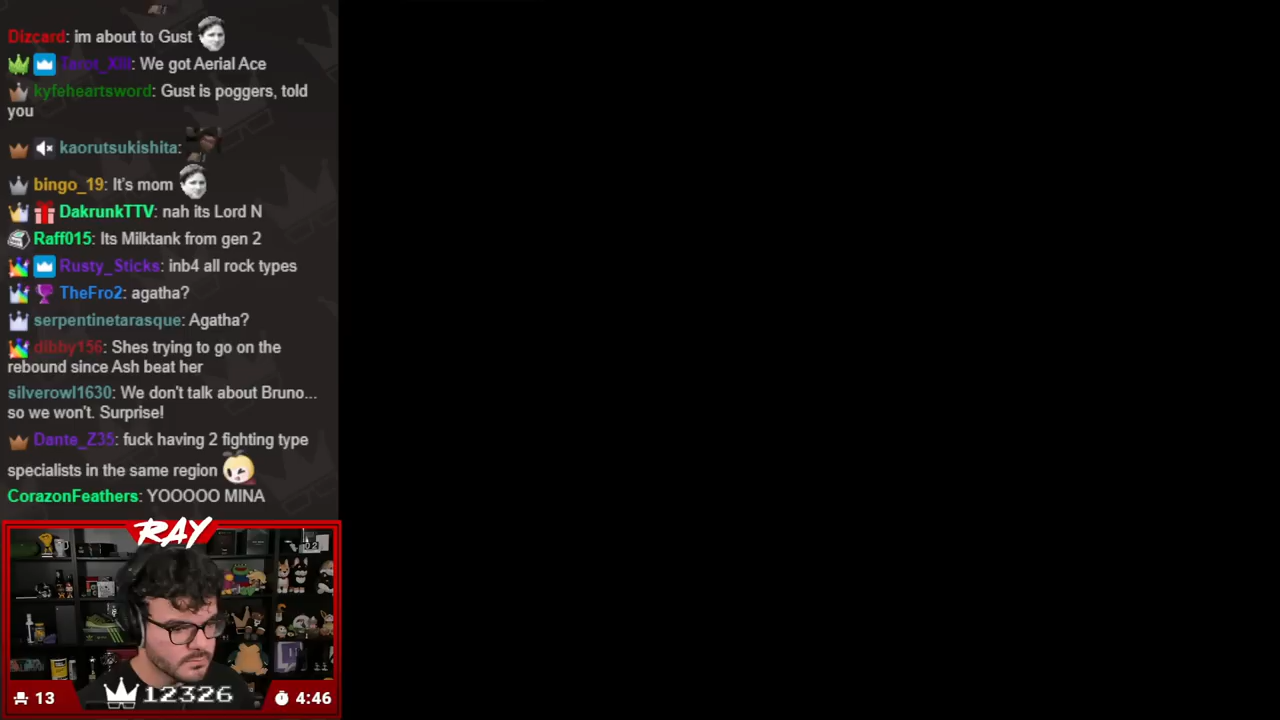 Dizcard: im about to Gust
Tarot_XIII: We got Aerial Ace
kyfeheartsword: Gust is poggers, told
you
kaorutsukishita:
bingo_19: It's mom
DakrunkTTV: nah its Lord N
Raff015: Its Milktank from gen 2
Rusty_Sticks: inb4 all rock types
TheFro2: agatha?
serpentinetarasque: Agatha?
dibby156: Shes trying to go on the
rebound since Ash beat her
silverowl1630: We don't talk about Bruno...
so we won't. Surprise!
Dante_Z35: fuck having 2 fighting type
specialists in the same region
CorazonFeathers: YOOOOO MINA
RAY
13
12326
4:46